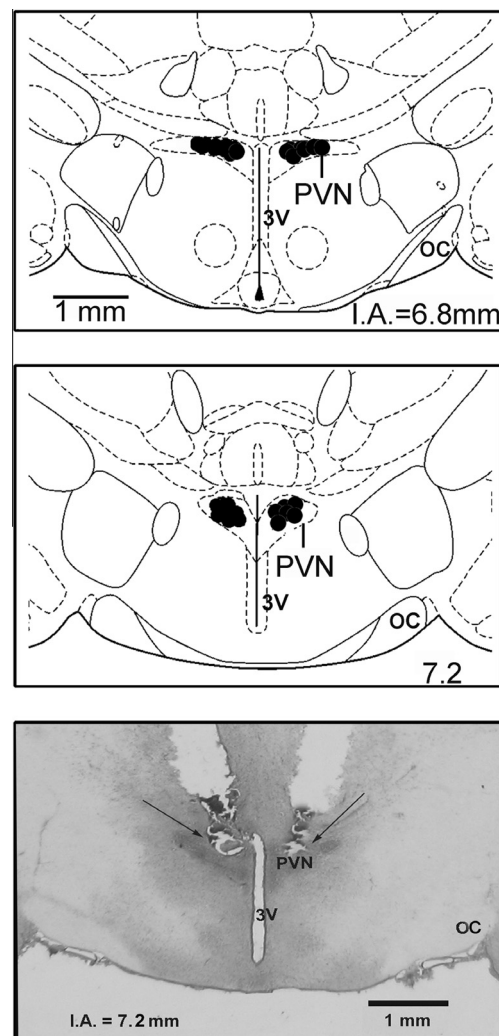 PVN
3V
OC
1 mm
I.A.=6.8mm
PVN
3V
OC
7.2
PVN
3V
OC
I.A. = 7.2 mm
1 mm